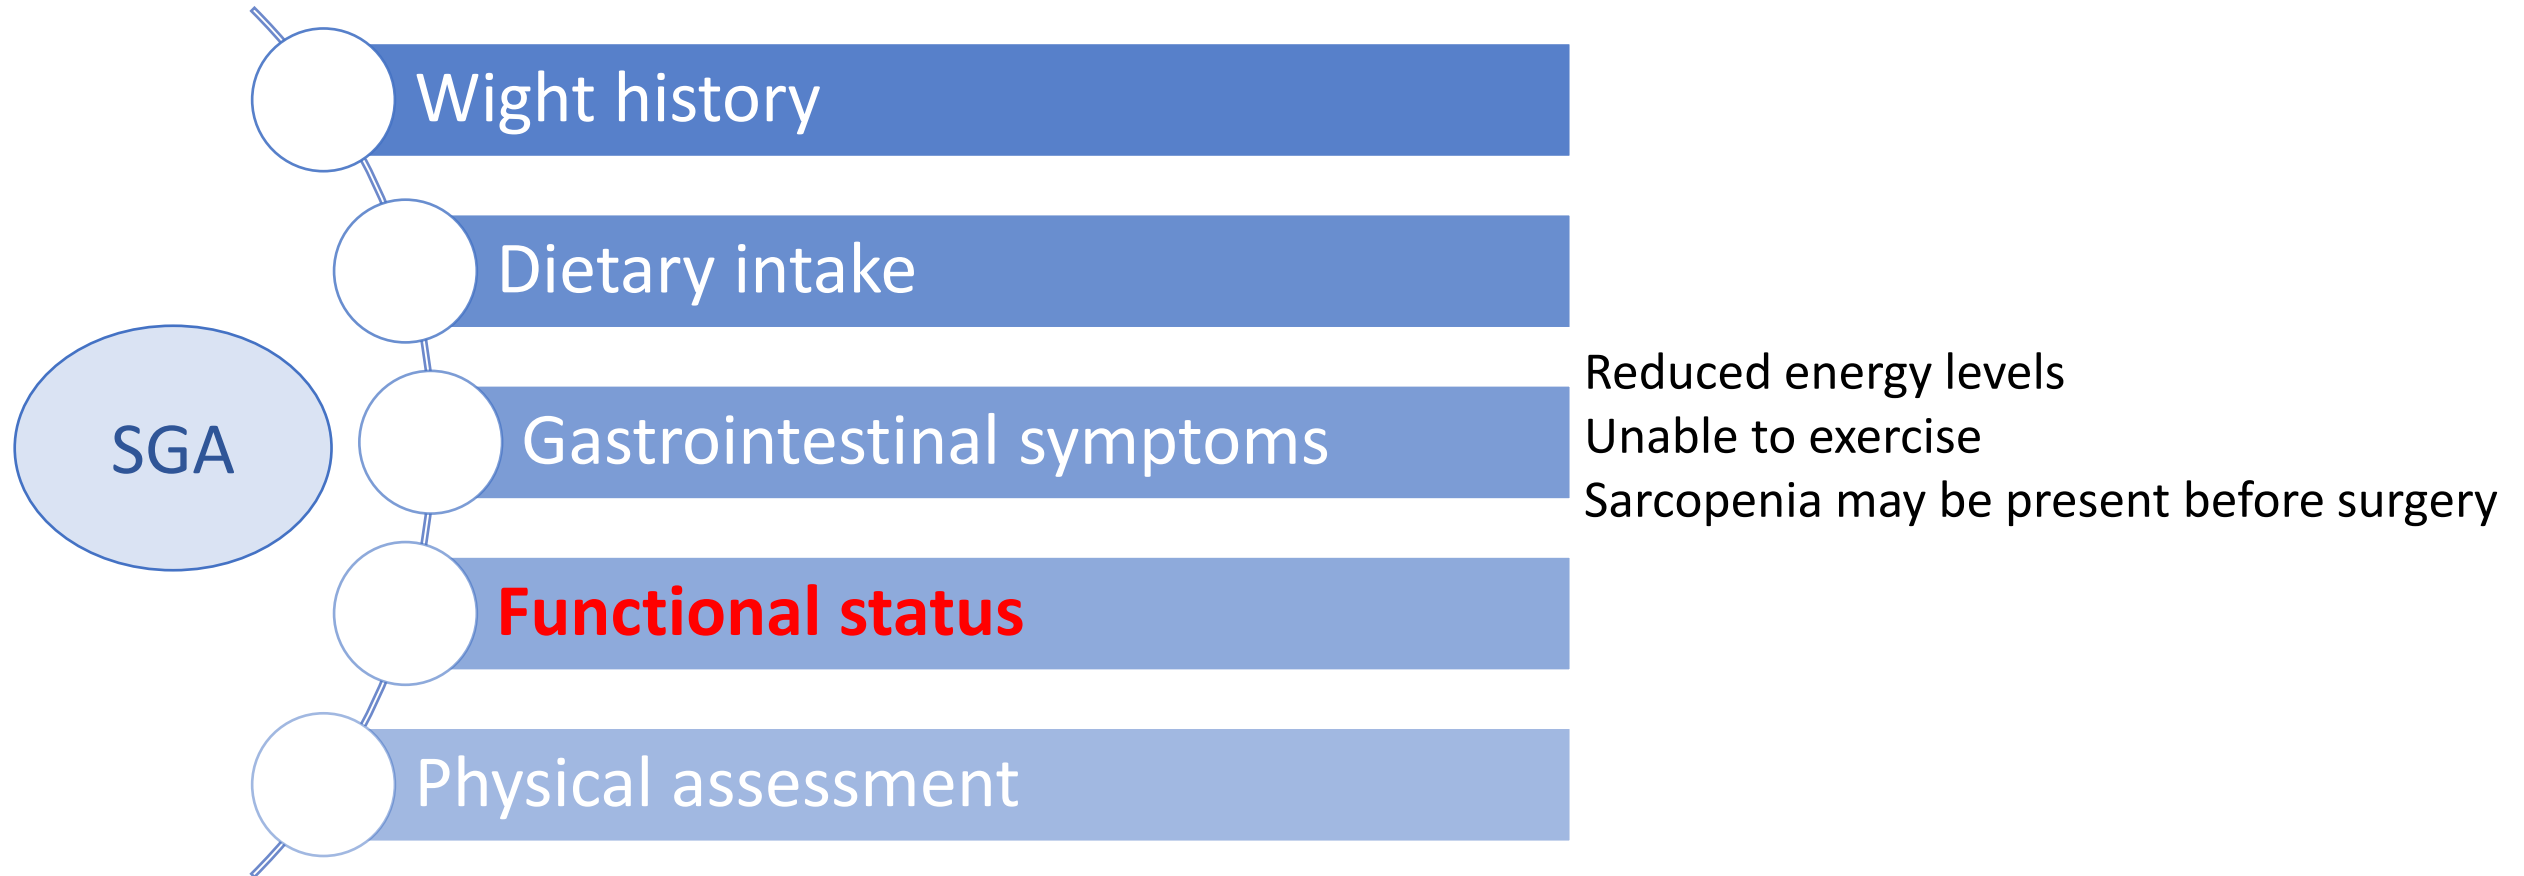 Wight history
Dietary intake
SGA
Gastrointestinal symptoms
Reduced energy levels
Unable to exercise
Sarcopenia may be present before surgery
Functional status
Physical assessment